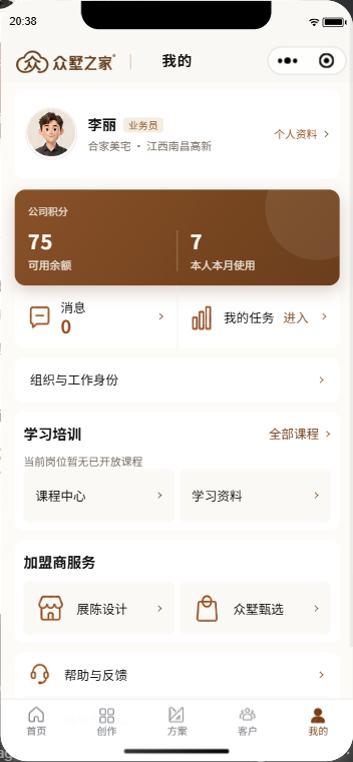 20:38
众墅之家
我的
李丽 业务员
个人资料
合家美宅 · 江西南昌高新
公司积分
75 7
可用余额 本人本月使用
消息
0
我的任务 进入
组织与工作身份
学习培训 全部课程
当前岗位暂无已开放课程
课程中心 学习资料
加盟商服务
展陈设计 众墅甄选
帮助与反馈
首页 创作 方案 客户 我的